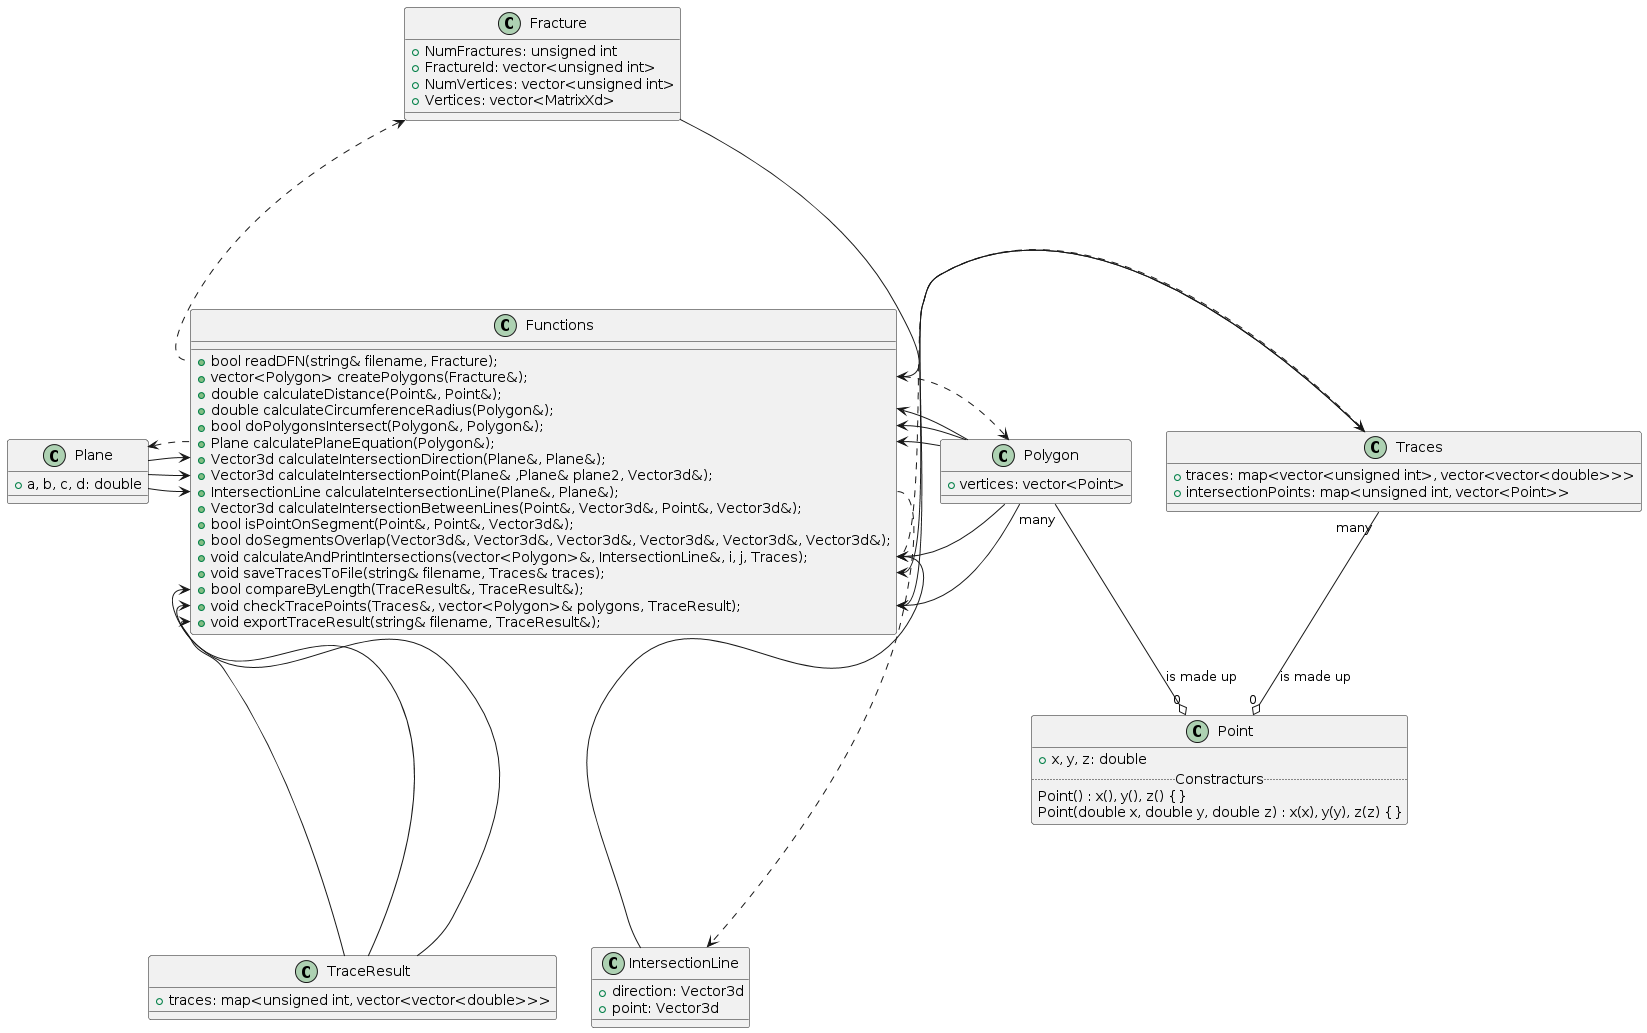 C Fracture
NumFractures: unsigned int
FractureId: vector<unsigned int>
NumVertices: vector<unsigned int>
Vertices: vector<MatrixXd>
C Functions
bool readDFN(string& filename, Fracture);
vector<Polygon> createPolygons(Fracture&);
double calculateDistance(Point&, Point&);
double calculateCircumferenceRadius(Polygon&);
bool doPolygonsIntersect(Polygon&, Polygon&);
Plane calculatePlaneEquation(Polygon&);
Vector3d calculateIntersectionDirection(Plane&, Plane&);
Vector3d calculateIntersectionPoint(Plane& ,Plane& plane2, Vector3d&);
IntersectionLine calculateIntersectionLine(Plane&, Plane&);
Vector3d calculateIntersectionBetweenLines(Point&, Vector3d&, Point&, Vector3d&);
bool isPointOnSegment(Point&, Point&, Vector3d&);
bool doSegmentsOverlap(Vector3d&, Vector3d&, Vector3d&, Vector3d&, Vector3d&, Vector3d&);
void calculateAndPrintIntersections(vector<Polygon>&, IntersectionLine&, i, j, Traces);
void saveTracesToFile(string& filename, Traces& traces);
bool compareByLength(TraceResult&, TraceResult&);
void checkTracePoints(Traces&, vector<Polygon>& polygons, TraceResult);
void exportTraceResult(string& filename, TraceResult&);
C Plane
a, b, c, d: double
C Polygon
vertices: vector<Point>
C Traces
traces: map<vector<unsigned int>, vector<vector<double>>>
intersectionPoints: map<unsigned int, vector<Point>>
many
many
is made up
is made up
0
0
C Point
x, y, z: double
Constracturs
Point() : x(), y(), z() { }
Point(double x, double y, double z) : x(x), y(y), z(z) { }
C TraceResult
traces: map<unsigned int, vector<vector<double>>>
C IntersectionLine
direction: Vector3d
point: Vector3d